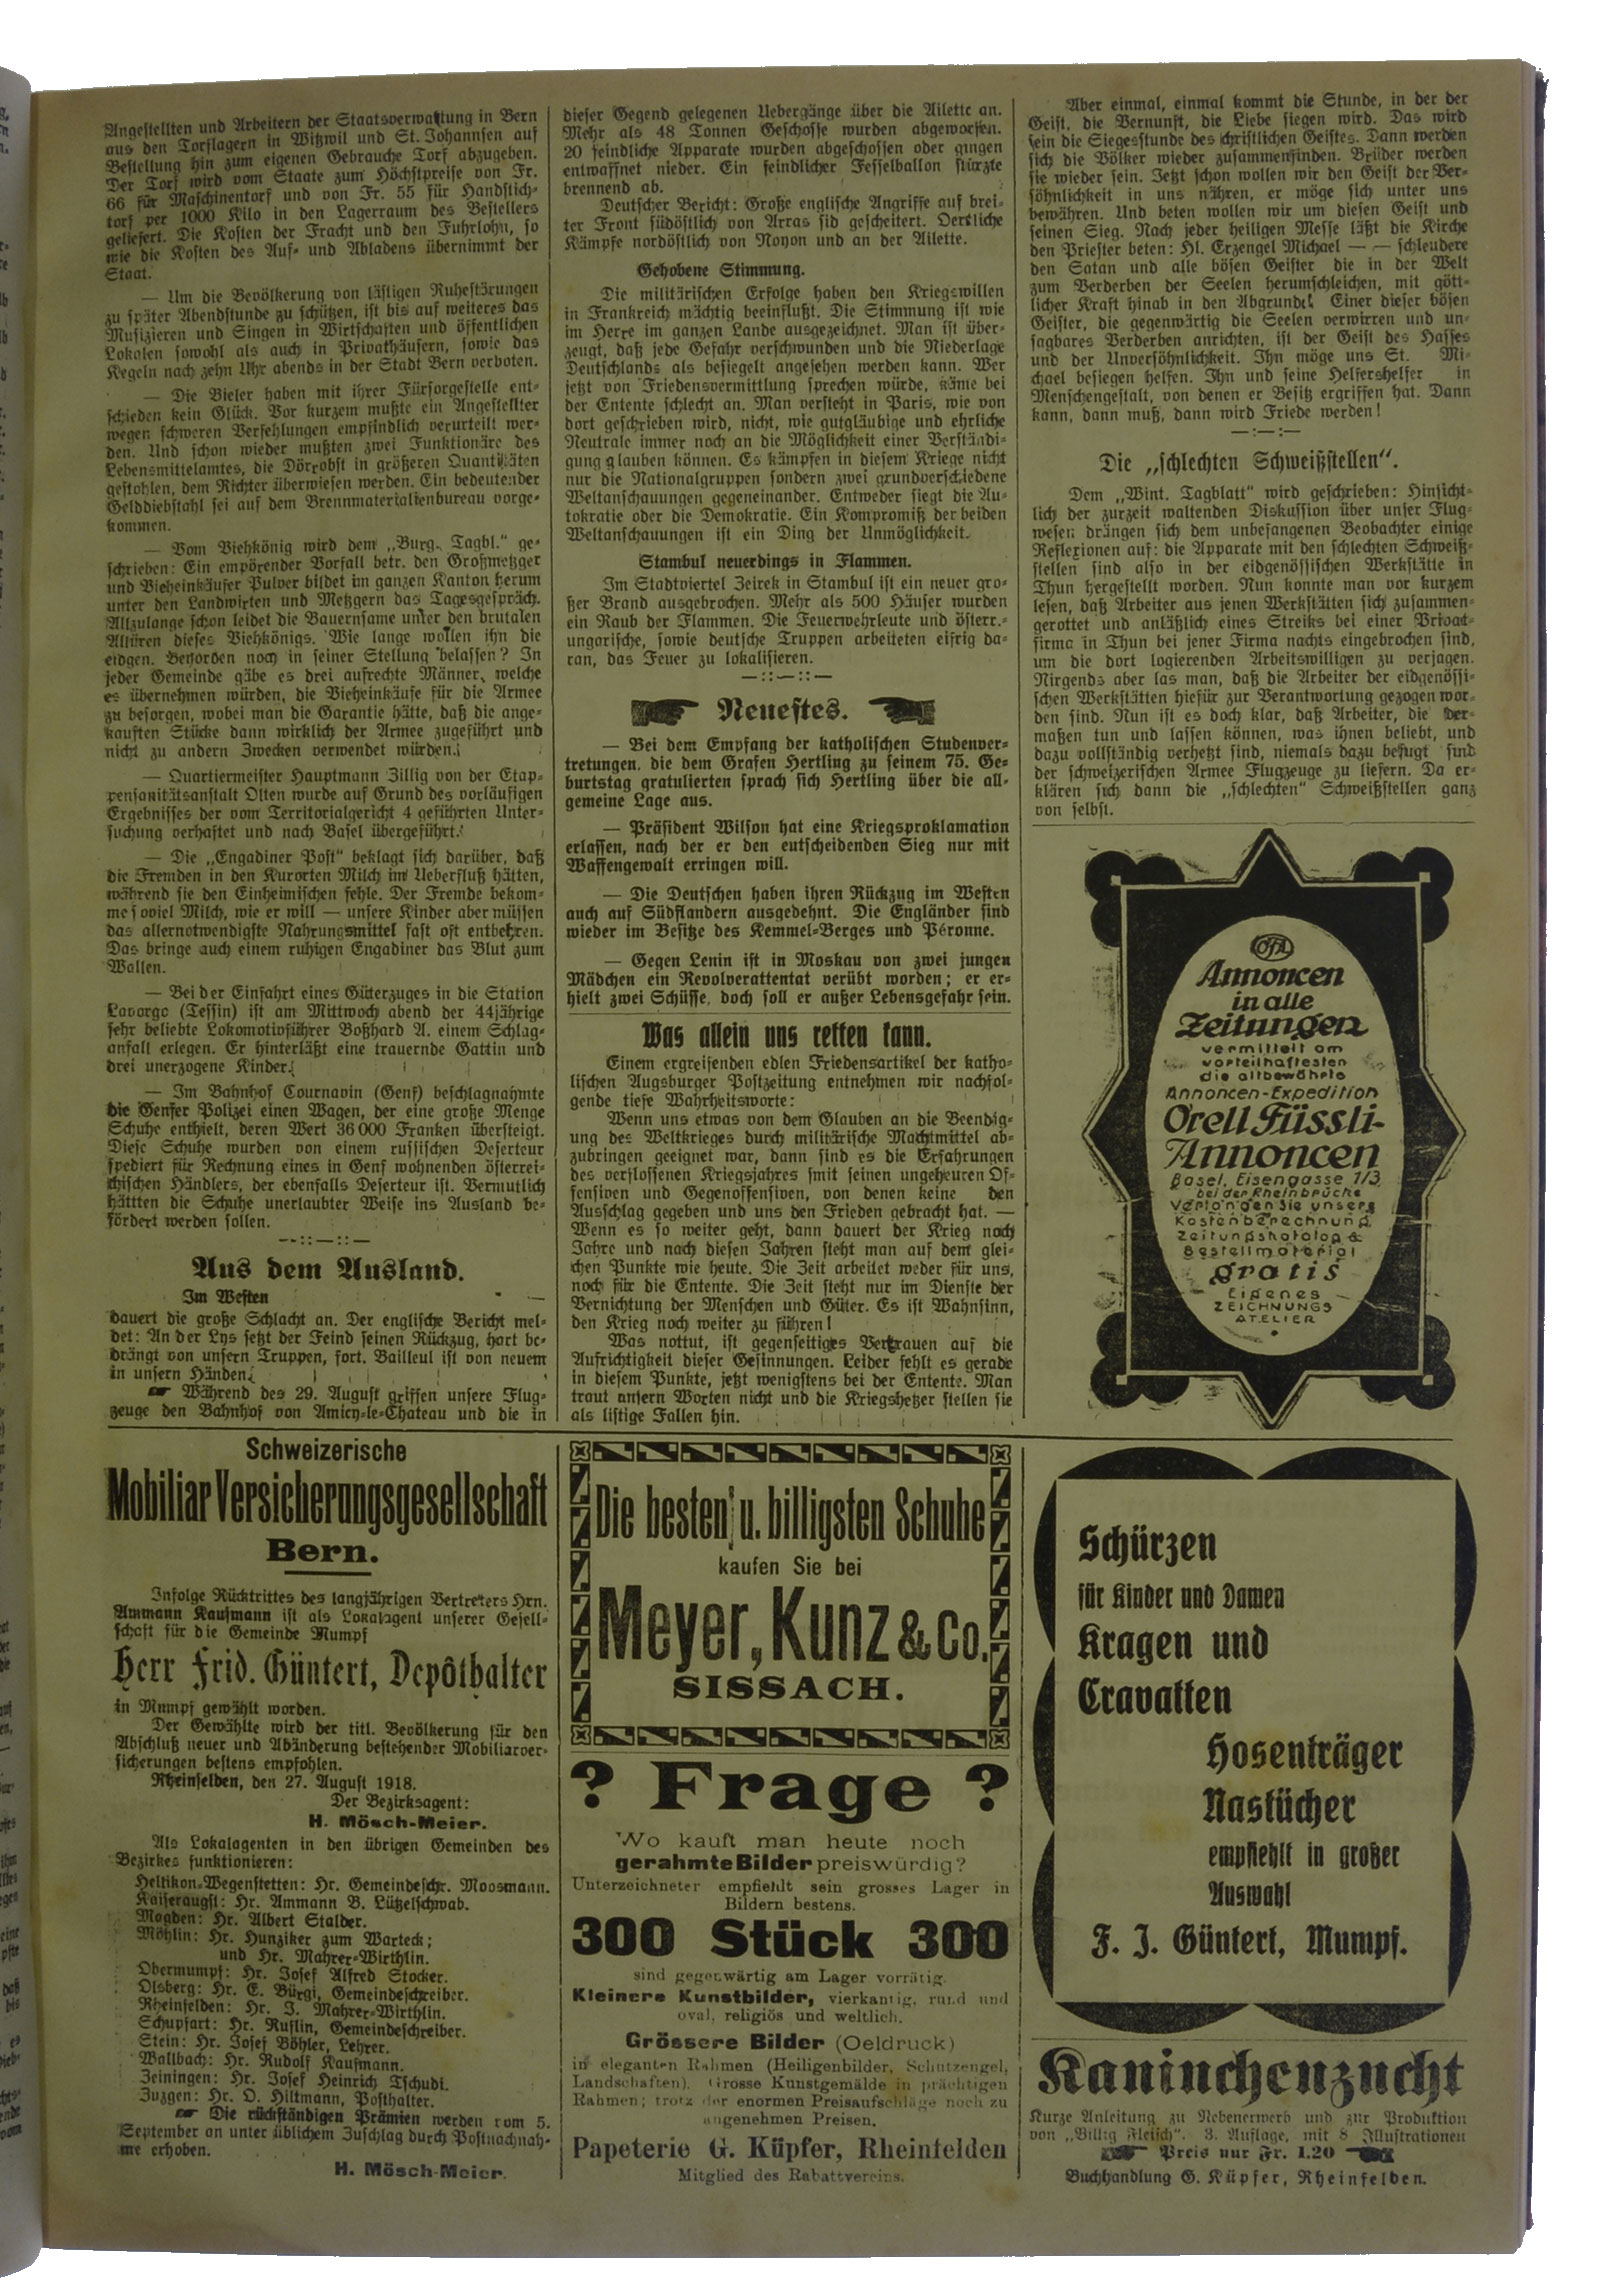 Angestellten und Arbeitern der Staatsverwaltung in Bern
aus den Torflagern in Witzwil und St. Johannsen auf
Bestellung hin zum eigenen Gebrauche Torf abzugeben.
Der Torf wird vom Staate zum Höchstpreise von Fr.
66 für Maschinentorf und von Fr. 55 für Handstich-
torf per 1000 Kilo in den Lagerraum des Bestellers
geliefert. Die Kosten der Fracht und den Fuhrlohn, so
wie die Kosten des Auf- und Abladens übernimmt der
Staat.
— Um die Bevölkerung von lästigen Ruhestörungen
zu später Abendstunde zu schützen, ist bis auf weiteres das
Musizieren und Singen in Wirtschaften und öffentlichen
Lokalen sowohl als auch in Privathäusern, sowie das
Kegeln nach zehn Uhr abends in der Stadt Bern verboten.
— Die Bieler haben mit ihrer Fürsorgestelle ent-
schieden kein Glück. Vor kurzem mußte ein Angestellter
wegen schweren Verfehlungen empfindlich verurteilt wer-
den. Und schon wieder mußten zwei Funktionäre des
Lebensmittelamtes, die Dörrobst in größeren Quantitäten
gestohlen, dem Richter überwiesen werden. Ein bedeutender
Gelddiebstahl sei auf dem Brennmaterialienbureau vorge-
kommen.
— Vom Viehkönig wird dem „Burg. Tagbl." ge-
schrieben: Ein empörender Vorfall betr. den Großmetzger
und Vieheinkäufer Pulver bildet im ganzen Kanton herum
unter den Landwirten und Metzgern das Tagesgespräch.
Allzulange schon leidet die Bauernsame unter den brutalen
Allüren dieses Viehkönigs. Wie lange wollen ihn die
eidgen. Behörden noch in seiner Stellung belassen? In
jeder Gemeinde gäbe es drei aufrechte Männer, welche
es übernehmen würden, die Vieheinkäufe für die Armee
zu besorgen, wobei man die Garantie hätte, daß die ange-
kauften Stücke dann wirklich der Armee zugeführt und
nicht zu andern Zwecken verwendet würden.
— Quartiermeister Hauptmann Zillig von der Etap-
pensanitätsanstalt Olten wurde auf Grund des vorläufigen
Ergebnisses der vom Territorialgericht 4 geführten Unter-
suchung verhaftet und nach Basel übergeführt.
— Die „Engadiner Post" beklagt sich darüber, daß
die Fremden in den Kurorten Milch im Ueberfluß hätten,
während sie den Einheimischen fehle. Der Fremde bekom-
me soviel Milch, wie er will — unsere Kinder aber müssen
das allernotwendigste Nahrungsmittel fast oft entbehren.
Das bringe auch einem ruhigen Engadiner das Blut zum
Wallen.
— Bei der Einfahrt eines Güterzuges in die Station
Lavorgo (Tessin) ist am Mittwoch abend der 44jährige
sehr beliebte Lokomotivführer Boßhard A. einem Schlag-
anfall erlegen. Er hinterläßt eine trauernde Gattin und
drei unerzogene Kinder.
— Im Bahnhof Cournavin (Genf) beschlagnahmte
die Genfer Polizei einen Wagen, der eine große Menge
Schuhe enthielt, deren Wert 36 000 Franken übersteigt.
Diese Schuhe wurden von einem russischen Deserteur
spediert für Rechnung eines in Genf wohnenden österrei-
chischen Händlers, der ebenfalls Deserteur ist. Vermutlich
hättten die Schuhe unerlaubter Weise ins Ausland be-
fördert werden sollen.
Aus dem Ausland.
Im Westen
dauert die große Schlacht an. Der englische Bericht mel-
det: An der Lys setzt der Feind seinen Rückzug, hart be-
drängt von unsern Truppen, fort. Bailleul ist von neuem
in unsern Händen.
☛ Während des 29. August griffen unsere Flug-
zeuge den Bahnhof von Amicy-le-Chateau und die in
dieser Gegend gelegenen Uebergänge über die Ailette an.
Mehr als 48 Tonnen Geschosse wurden abgeworfen.
20 feindliche Apparate wurden abgeschossen oder gingen
entwaffnet nieder. Ein feindlicher Fesselballon stürzte
brennend ab.
Deutscher Bericht: Große englische Angriffe auf brei-
ter Front südöstlich von Arras sid gescheitert. Oertliche
Kämpfe nordöstlich von Noyon und an der Ailette.
Gehobene Stimmung.
Die militärischen Erfolge haben den Kriegswillen
in Frankreich mächtig beeinflußt. Die Stimmung ist wie
im Herre im ganzen Lande ausgezeichnet. Man ist über-
zeugt, daß jede Gefahr verschwunden und die Niederlage
Deutschlands als besiegelt angesehen werden kann. Wer
jetzt von Friedensvermittlung sprechen würde, käme bei
der Entente schlecht an. Man versteht in Paris, wie von
dort geschrieben wird, nicht, wie gutgläubige und ehrliche
Neutrale immer noch an die Möglichkeit einer Verständi-
gung glauben können. Es kämpfen in diesem Kriege nicht
nur die Nationalgruppen sondern zwei grundverschiedene
Weltanschauungen gegeneinander. Entweder siegt die Au-
tokratie oder die Demokratie. Ein Kompromiß der beiden
Weltanschauungen ist ein Ding der Unmöglichkeit.
Stambul neuerdings in Flammen.
Im Stadtviertel Zeirek in Stambul ist ein neuer gro-
ßer Brand ausgebrochen. Mehr als 500 Häuser wurden
ein Raub der Flammen. Die Feuerwehrleute und österr.-
ungarische, sowie deutsche Truppen arbeiteten eifrig da-
ran, das Feuer zu lokalisieren.
Neuestes.
— Bei dem Empfang der katholischen Studenver-
tretungen, die dem Grafen Hertling zu seinem 75. Ge-
burtstag gratulierten sprach sich Hertling über die all-
gemeine Lage aus.
— Präsident Wilson hat eine Kriegsproklamation
erlassen, nach der er den entscheidenden Sieg nur mit
Waffengewalt erringen will.
— Die Deutschen haben ihren Rückzug im Westen
auch auf Südflandern ausgedehnt. Die Engländer sind
wieder im Besitze des Kemmel-Berges und Péronne.
— Gegen Lenin ist in Moskau von zwei jungen
Mädchen ein Revolverattentat verübt worden; er er-
hielt zwei Schüsse, doch soll er außer Lebensgefahr sein.
Was allein uns retten kann.
Einem ergreifenden edlen Friedensartikel der katho-
lischen Augsburger Postzeitung entnehmen wir nachfol-
gende tiefe Wahrheitsworte:
Wenn uns etwas von dem Glauben an die Beendig-
ung des Weltkrieges durch militärische Machtmittel ab-
zubringen geeignet war, dann sind es die Erfahrungen
des verflossenen Kriegsjahres smit seinen ungeheuren Of-
fensiven und Gegenoffensiven, von denen keine den
Ausschlag gegeben und uns den Frieden gebracht hat. —
Wenn es so weiter geht, dann dauert der Krieg noch
Jahre und nach diesen Jahren steht man auf dem glei-
chen Punkte wie heute. Die Zeit arbeitet weder für uns,
noch für die Entente. Die Zeit steht nur im Dienste der
Vernichtung der Menschen und Güter. Es ist Wahnsinn,
den Krieg noch weiter zu führen!
Was nottut, ist gegenseitiges Vertrauen auf die
Aufrichtigkeit dieser Gesinnungen. Leider fehlt es gerade
in diesem Punkte, jetzt wenigstens bei der Entente. Man
traut unsern Worten nicht und die Kriegshetzer stellen sie
als listige Fallen hin.
Aber einmal, einmal kommt die Stunde, in der der
Geist, die Vernunft, die Liebe siegen wird. Das wird
sein die Siegesstunde des christlichen Geistes. Dann werden
sich die Völker wieder zusammenfinden. Brüder werden
sie wieder sein. Jetzt schon wollen wir den Geist der Ver-
söhnlichkeit in uns nähren, er möge sich unter uns
bewähren. Und beten wollen wir um diesen Geist und
seinen Sieg. Nach jeder heiligen Messe läßt die Kirche
den Priester beten: Hl. Erzengel Michael — — schleudere
den Satan und alle bösen Geister die in der Welt
zum Verderben der Seelen herumschleichen, mit gött-
licher Kraft hinab in den Abgrund! Einer dieser bösen
Geister, die gegenwärtig die Seelen verwirren und un-
sagbares Verderben anrichten, ist der Geist des Hasses
und der Unversöhnlichkeit. Ihn möge uns St. Mi-
chael besiegen helfen. Ihn und seine Helfershelfer in
Menschengestalt, von denen er Besitz ergriffen hat. Dann
kann, dann muß, dann wird Friede werden!
Die „schlechten Schweißstellen".
Dem „Wint. Tagblatt" wird geschrieben: Hinsicht-
lich der zurzeit waltenden Diskussion über unser Flug-
wesen drängen sich dem unbefangenen Beobachter einige
Reflexionen auf: die Apparate mit den schlechten Schweiß-
stellen sind also in der eidgenössischen Werkstätte in
Thun hergestellt worden. Nun konnte man vor kurzem
lesen, daß Arbeiter aus jenen Werkstätten sich zusammen-
gerottet und anläßlich eines Streiks bei einer Privat-
firma in Thun bei jener Firma nachts eingebrochen sind,
um die dort logierenden Arbeitswilligen zu verjagen.
Nirgends aber las man, daß die Arbeiter der eidgenössi-
schen Werkstätten hiefür zur Verantwortung gezogen wor-
den sind. Nun ist es doch klar, daß Arbeiter, die der-
maßen tun und lassen können, was ihnen beliebt, und
dazu vollständig verhetzt sind, niemals dazu befugt sind
der schweizerischen Armee Flugzeuge zu liefern. Da er-
klären sich dann die „schlechten" Schweißstellen ganz
von selbst.
OFA
Annoncen
in alle
Zeitungen
vermittelt am
vorteilhaftesten
die altbewährte
Annoncen-Expedition
Orell Füssli-
Annoncen
Basel, Eisengasse 1/3
bei der Rheinbrücke
Verlangen Sie unsere
Kostenberechnung
Zeitungskatalog &
Bestellmaterial
gratis
Eigenes
ZEICHNUNGS
ATELIER
Schweizerische
Mobiliar Versicherungsgesellschaft
Bern.
Infolge Rücktrittes des langjährigen Vertreters Hrn.
Ammann Kaufmann ist als Lokalagent unserer Gesell-
schaft für die Gemeinde Mumpf
Herr Frid. Güntert, Depôthalter
in Mumpf gewählt worden.
Der Gewählte wird der titl. Bevölkerung für den
Abschluß neuer und Abänderung bestehender Mobiliarver-
sicherungen bestens empfohlen.
Rheinfelden, den 27. August 1918.
Der Bezirksagent:
H. Mösch-Meier.
Als Lokalagenten in den übrigen Gemeinden des
Bezirkes funktionieren:
Hellikon-Wegenstetten: Hr. Gemeindeschr. Moosmann.
Kaiseraugst: Hr. Ammann B. Lützelschwab.
Magden: Hr. Albert Stalder.
Möhlin: Hr. Hunziker zum Warteck;
und Hr. Mahrer-Wirthlin.
Obermumpf: Hr. Josef Alfred Stocker.
Olsberg: Hr. E. Bürgi, Gemeindeschreiber.
Rheinfelden: Hr. J. Mahrer-Wirthlin.
Schupfart: Hr. Ruflin, Gemeindeschreiber.
Stein: Hr. Josef Böhler, Lehrer.
Wallbach: Hr. Rudolf Kaufmann.
Zeiningen: Hr. Josef Heinrich Tschudi.
Zuzgen: Hr. O. Hiltmann, Posthalter.
☛ Die rückständigen Prämien werden vom 5.
September an unter üblichem Zuschlag durch Postnachnah-
me erhoben.
H. Mösch-Meier.
Die besten u. billigsten Schuhe
kaufen Sie bei
Meyer, Kunz & Co.
SISSACH.
? Frage ?
Wo kauft man heute noch
gerahmte Bilder preiswürdig?
Unterzeichneter empfiehlt sein grosses Lager in
Bildern bestens.
300 Stück 300
sind gegenwärtig am Lager vorrätig.
Kleinere Kunstbilder, vierkantig, rund und
oval, religiös und weltlich.
Grössere Bilder (Oeldruck)
in eleganten Rahmen (Heiligenbilder, Schutzengel,
Landschaften). Grosse Kunstgemälde in prächtigen
Rahmen; trotz der enormen Preisaufschläge noch zu
angenehmen Preisen.
Papeterie G. Küpfer, Rheinfelden
Mitglied des Rabattvereins.
Schürzen
für Kinder und Damen
Kragen und
Cravatten
Hosenträger
Nastücher
empfiehlt in großer
Auswahl
F. J. Güntert, Mumpf.
Kaninchenzucht
Kurze Anleitung zu Nebenerwerb und zur Produktion
von „Billig Fleisch". 3. Auflage, mit 8 Illustrationen
Preis nur Fr. 1.20
Buchhandlung G. Küpfer, Rheinfelden.